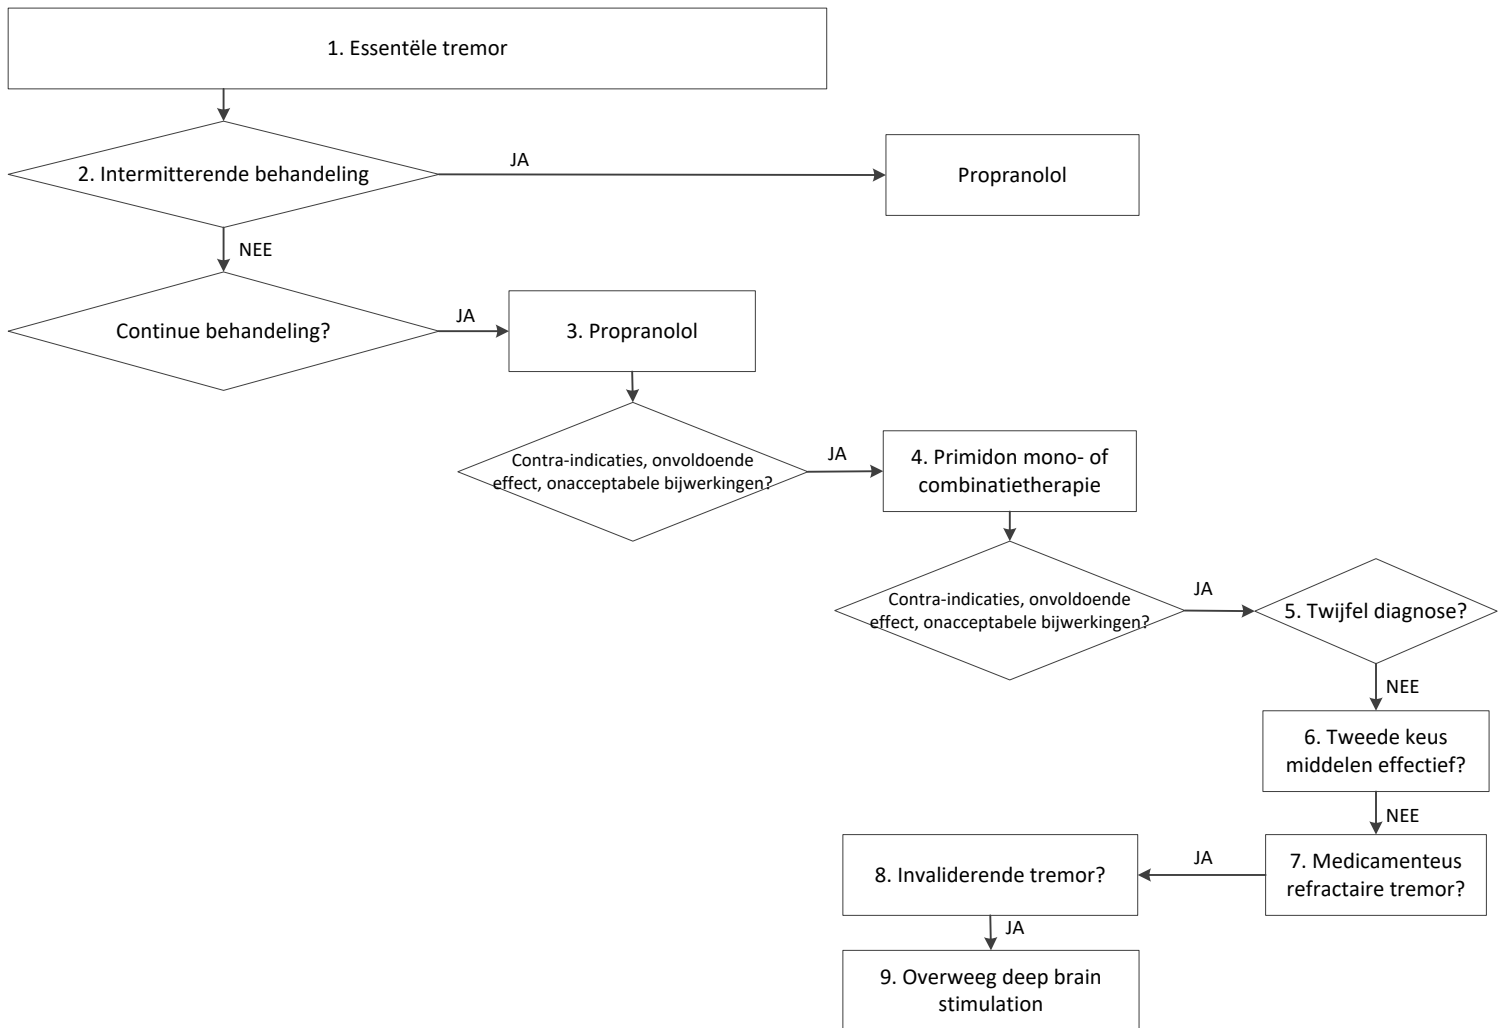 1. Essentële tremor
2. Intermitterende behandeling
JA
Propranolol
NEE
Continue behandeling?
JA
3. Propranolol
Contra-indicaties, onvoldoende
effect, onacceptabele bijwerkingen?
JA
4. Primidon mono- of
combinatietherapie
Contra-indicaties, onvoldoende
effect, onacceptabele bijwerkingen?
JA
5. Twijfel diagnose?
NEE
6. Tweede keus
middelen effectief?
NEE
7. Medicamenteus
refractaire tremor?
JA
8. Invaliderende tremor?
JA
9. Overweeg deep brain
stimulation